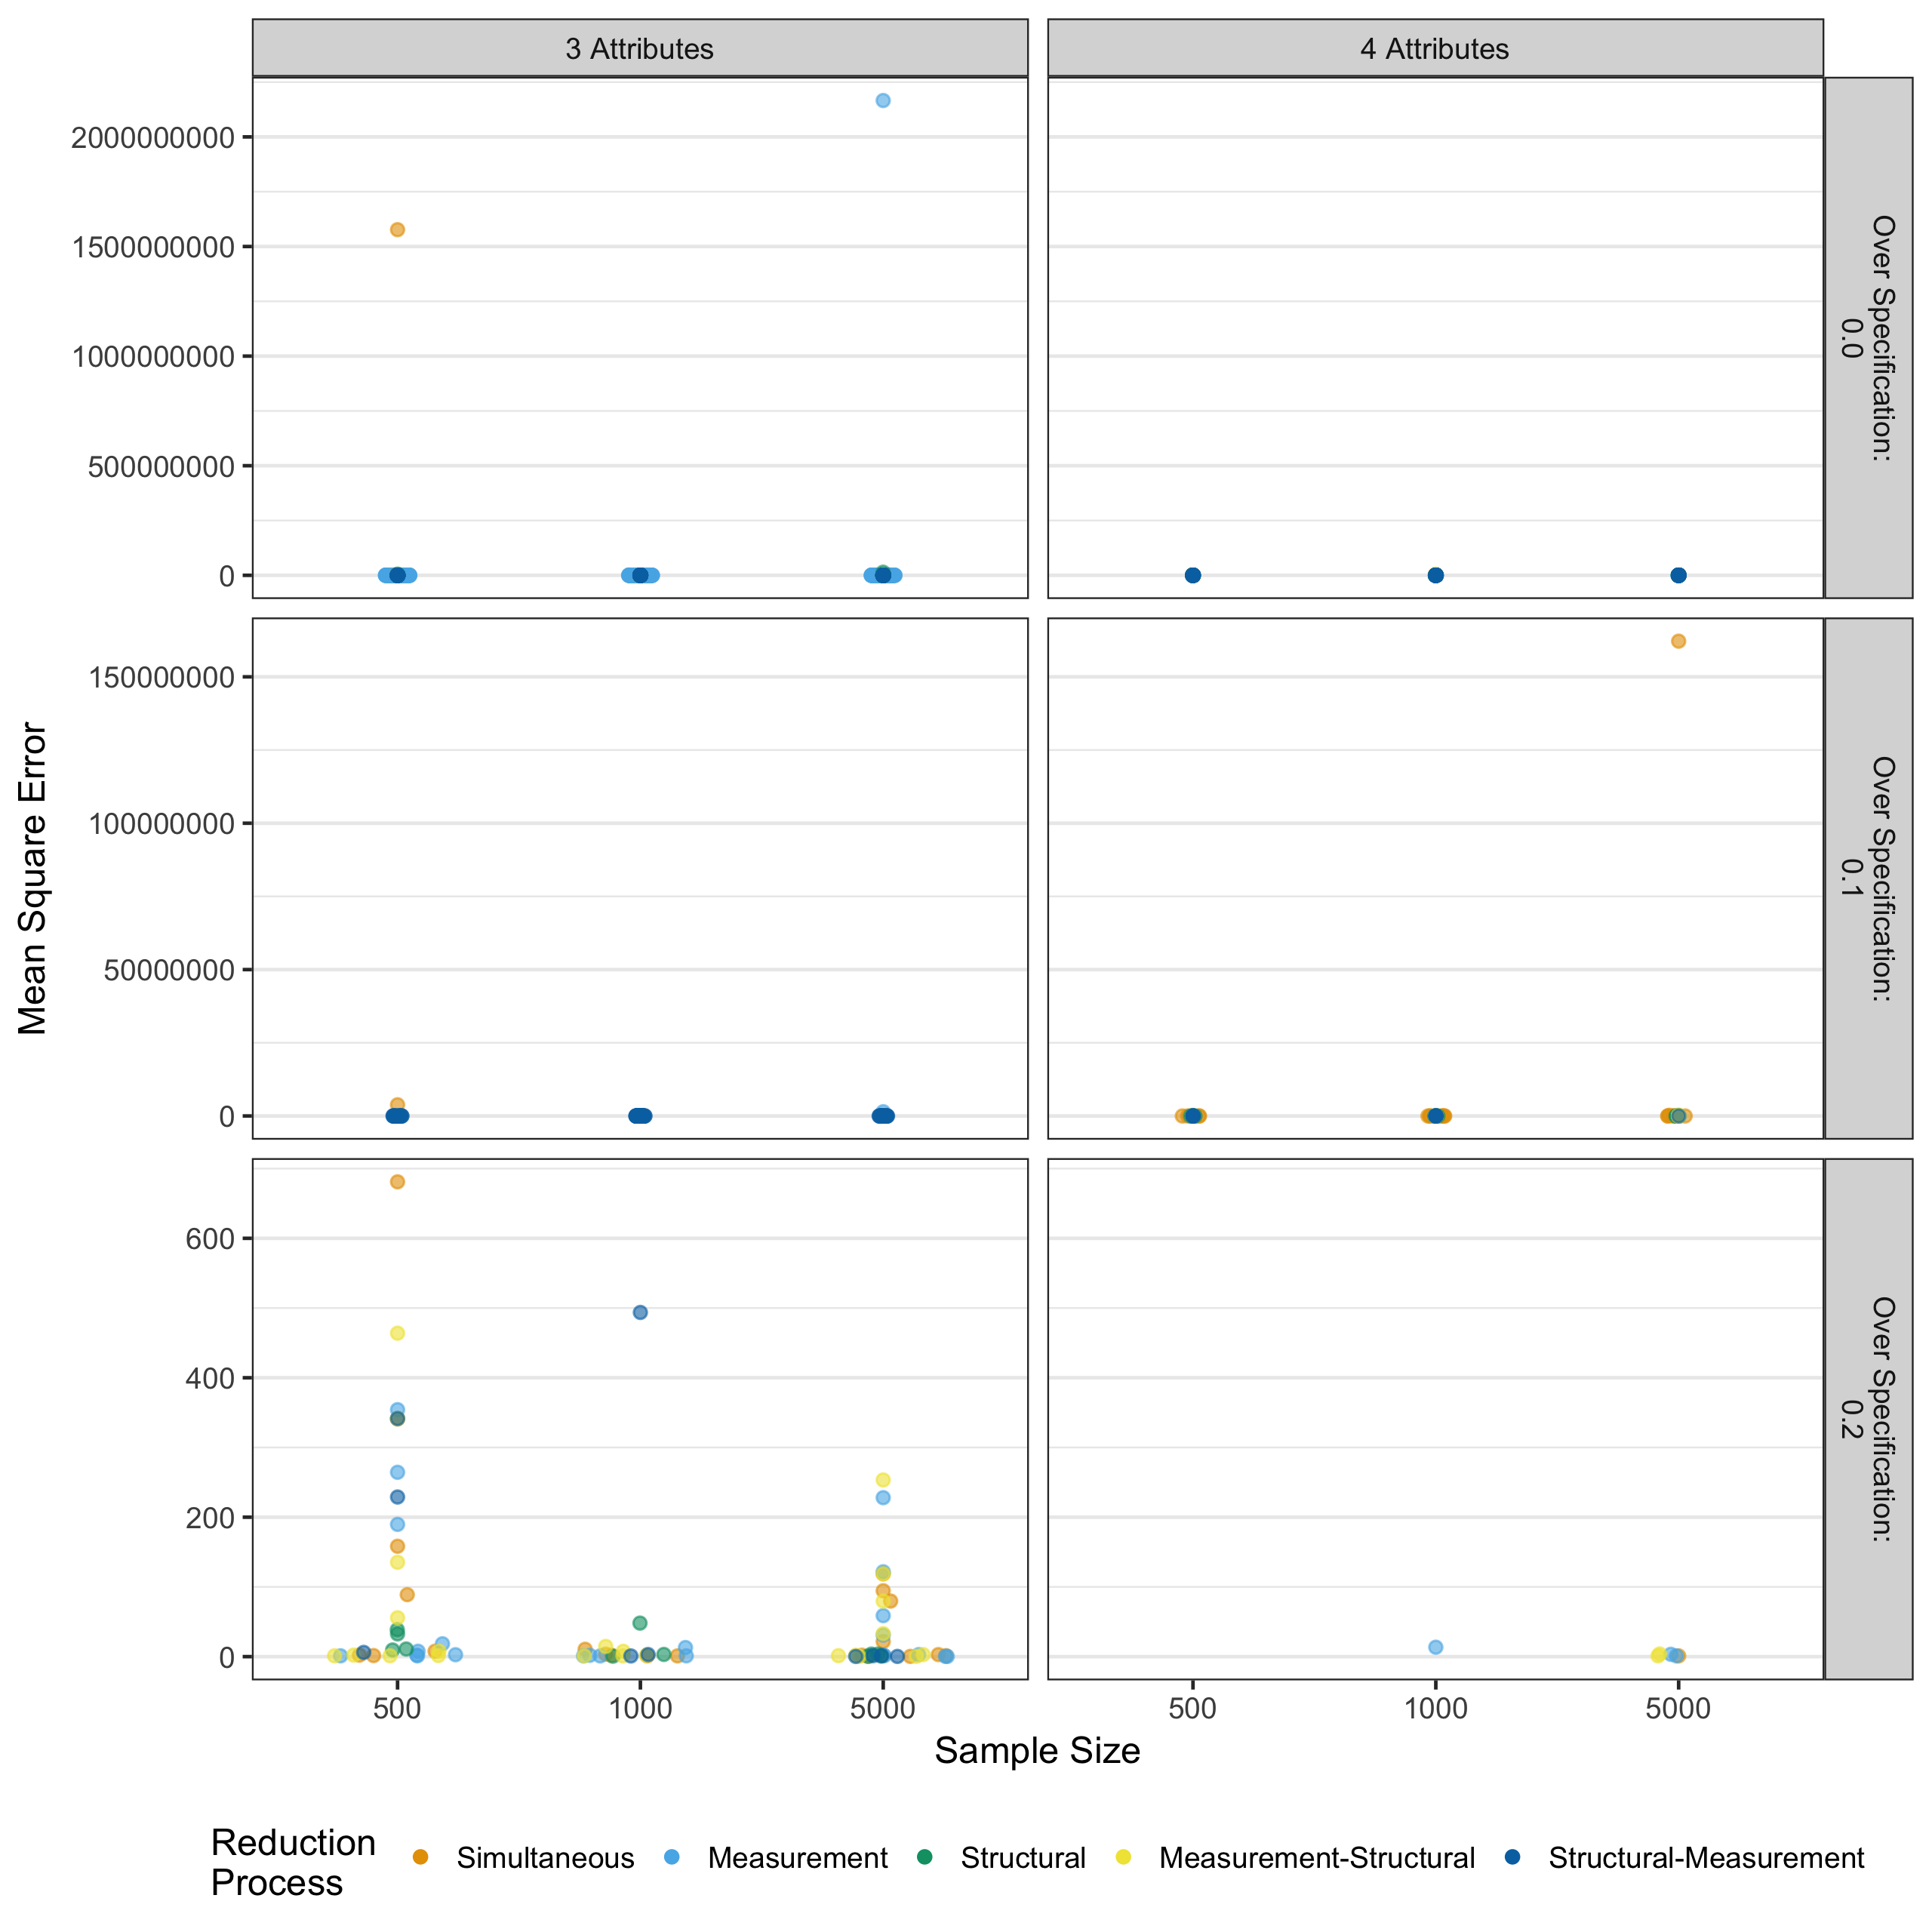 3 Attributes
4 Attributes
2000000000
1500000000
1000000000
500000000
0
Over Specification:
0.0
150000000
100000000
50000000
0
Over Specification:
0.1
600
400
200
0
Over Specification:
0.2
Mean Square Error
500
1000
5000
500
1000
5000
Sample Size
Reduction
Process
Simultaneous
Measurement
Structural
Measurement-Structural
Structural-Measurement